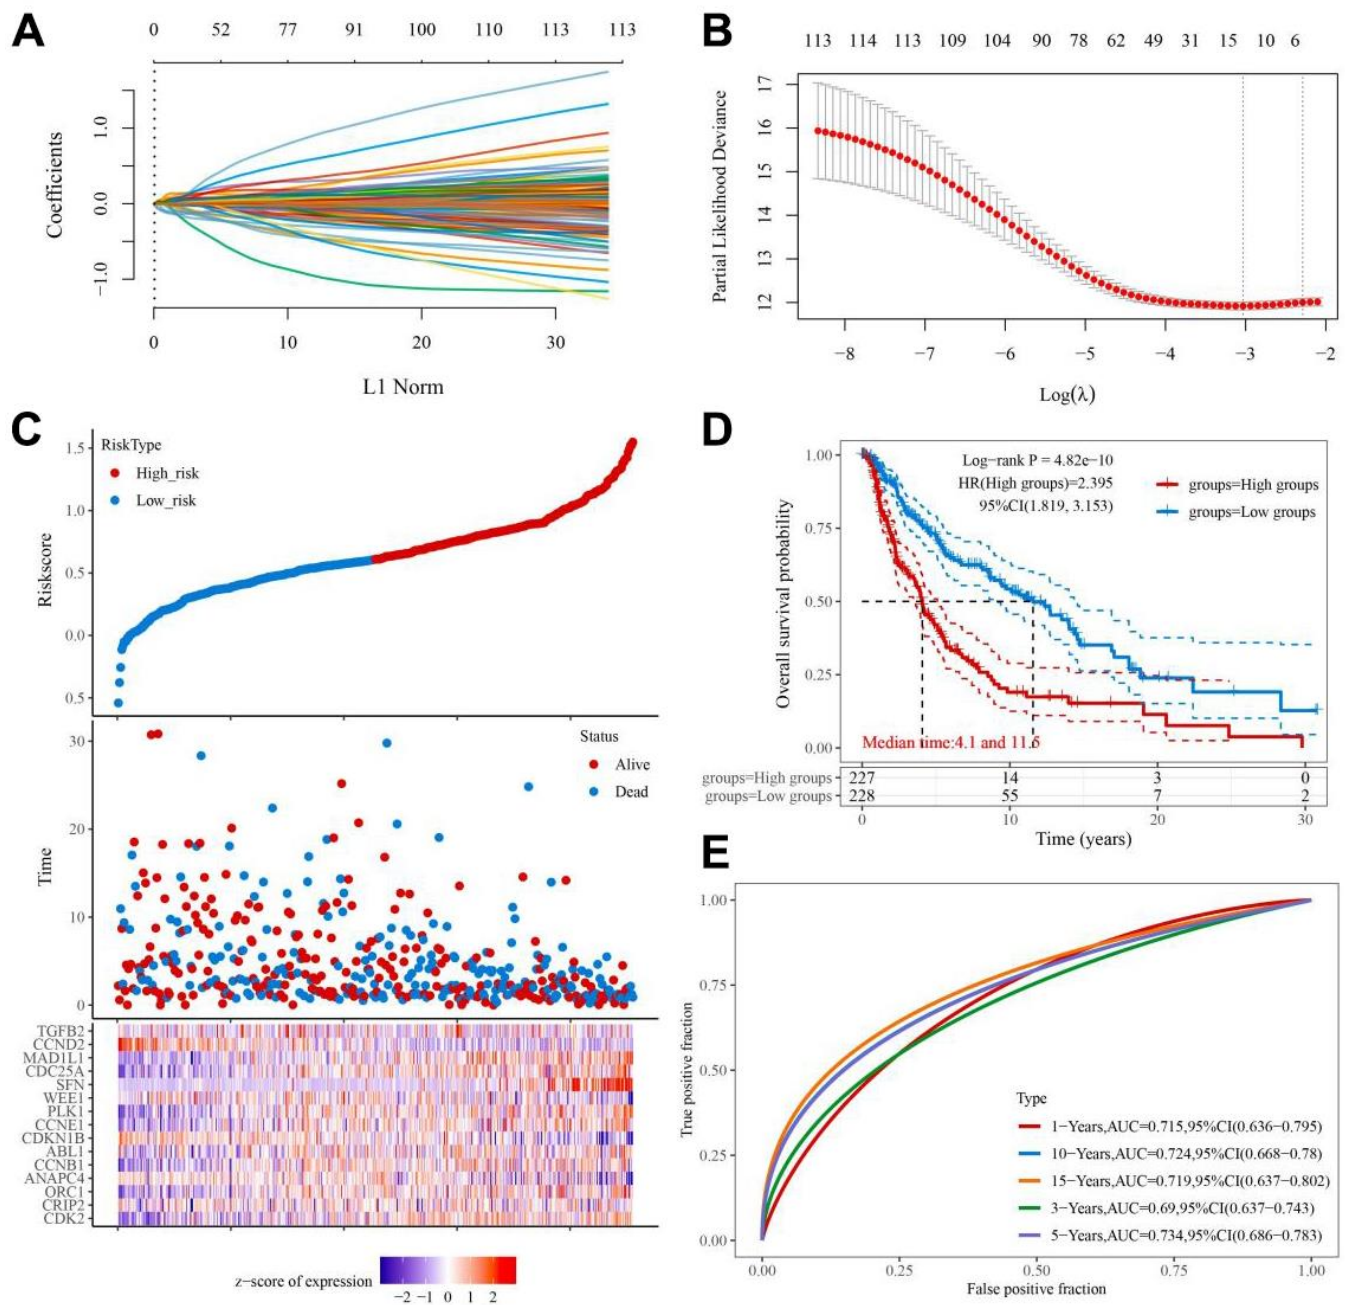 A
0 52 77 91 100 110 113 113
Coefficients
1.0
0.0
−1.0
0 10 20 30
L1 Norm
B
113 114 113 109 104 90 78 62 49 31 15 10 6
Partial Likelihood Deviance
17
16
15
14
13
12
−8 −7 −6 −5 −4 −3 −2
Log(λ)
C
RiskType
High_risk
Low_risk
Riskscore
1.5
1.0
0.5
0.0
0.5
Status
Alive
Dead
Time
30
20
10
0
TGFB2
CCND2
MAD1L1
CDC25A
SFN
WEE1
PLK1
CCNE1
CDKN1B
ABL1
CCNB1
ANAPC4
ORC1
CRIP2
CDK2
z−score of expression
−2 −1 0 1 2
D
Log−rank P = 4.82e−10
HR(High groups)=2.395
95%CI(1.819, 3.153)
groups=High groups
groups=Low groups
Overall survival probability
1.00
0.75
0.50
0.25
0.00
Median time:4.1 and 11.5
groups=High groups 227 14 3 0
groups=Low groups 228 55 7 2
0 10 20 30
Time (years)
E
True positive fraction
1.00
0.75
0.50
0.25
0.00
Type
1−Years,AUC=0.715,95%CI(0.636−0.795)
10−Years,AUC=0.724,95%CI(0.668−0.78)
15−Years,AUC=0.719,95%CI(0.637−0.802)
3−Years,AUC=0.69,95%CI(0.637−0.743)
5−Years,AUC=0.734,95%CI(0.686−0.783)
0.00 0.25 0.50 0.75 1.00
False positive fraction